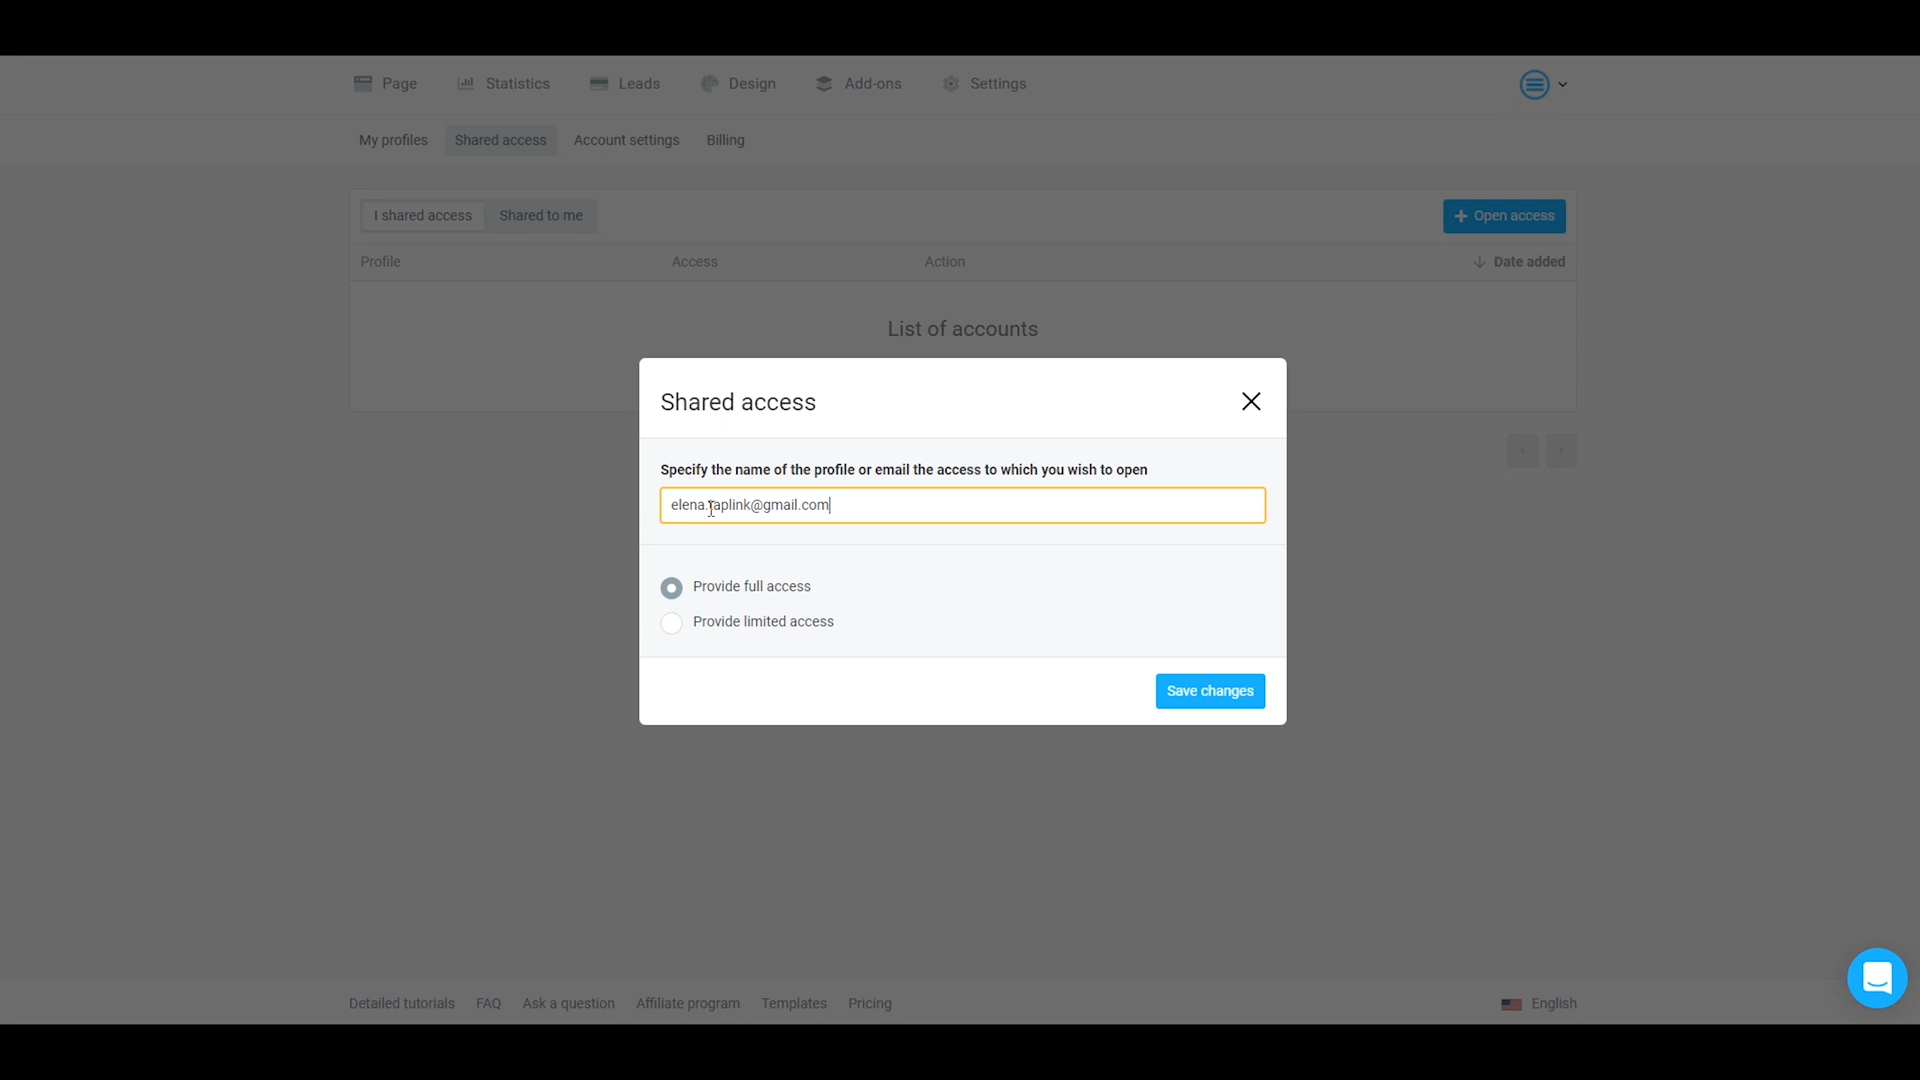 Page Statistics Leads Design Add-ons Settings
My profiles Shared access Account settings Billing
I shared access Shared to me + Open access
Profile Access Action ↓ Date added
List of accounts
Shared access
Specify the name of the profile or email the access to which you wish to open
elena.taplink@gmail.com
Provide full access
Provide limited access
Save changes
Detailed tutorials FAQ Ask a question Affiliate program Templates Pricing English